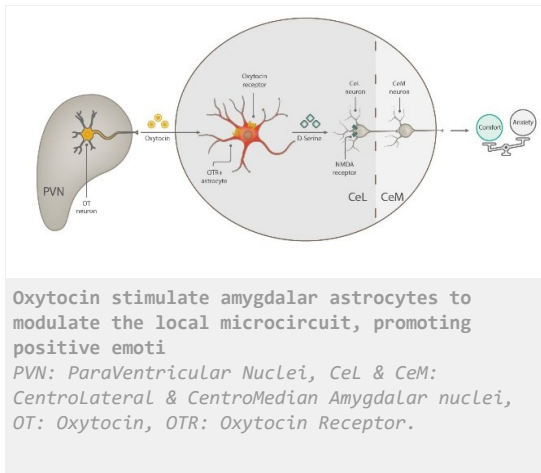 Oxytocin
receptor
CeL
neuron
CeM
neuron
Oxytocin
D-Serine
Comfort
Anxiety
OTR+
astrocyte
NMDA
receptor
PVN
OT
neuron
CeL
CeM
Oxytocin stimulate amygdalar astrocytes to
modulate the local microcircuit, promoting
positive emoti
PVN: ParaVentricular Nuclei, CeL & CeM:
CentroLateral & CentroMedian Amygdalar nuclei,
OT: Oxytocin, OTR: Oxytocin Receptor.